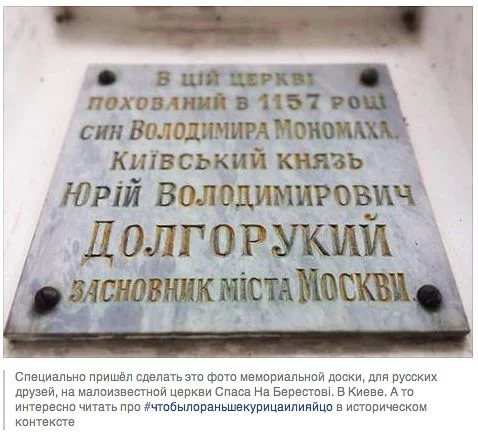 В ЦІЙ ЦЕРКВІ
ПОХОВАНИЙ В 1157 РОЦІ
СИН ВОЛОДИМИРА МОНОМАХА.
КИЇВСЬКИЙ КНЯЗЬ
ЮРІЙ ВОЛОДИМИРОВИЧ
ДОЛГОРУКИЙ
ЗАСНОВНИК МІСТА МОСКВИ.
Специально пришёл сделать это фото мемориальной доски, для русских
друзей, на малоизвестной церкви Спаса На Берестові. В Киеве. А то
интересно читать про #чтобылораньшекурицаилияйцо в историческом
контексте